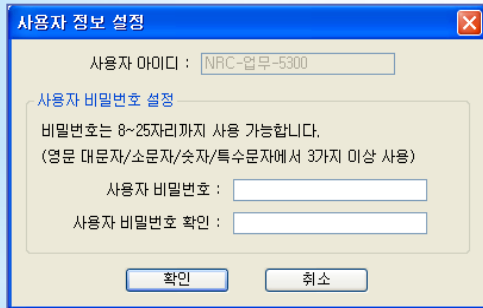 사용자 정보 설정
사용자 아이디 : NRC-업무-5300
사용자 비밀번호 설정
비밀번호는 8~25자리까지 사용 가능합니다.
(영문 대문자/소문자/숫자/특수문자에서 3가지 이상 사용)
사용자 비밀번호 :
사용자 비밀번호 확인 :
확인 취소